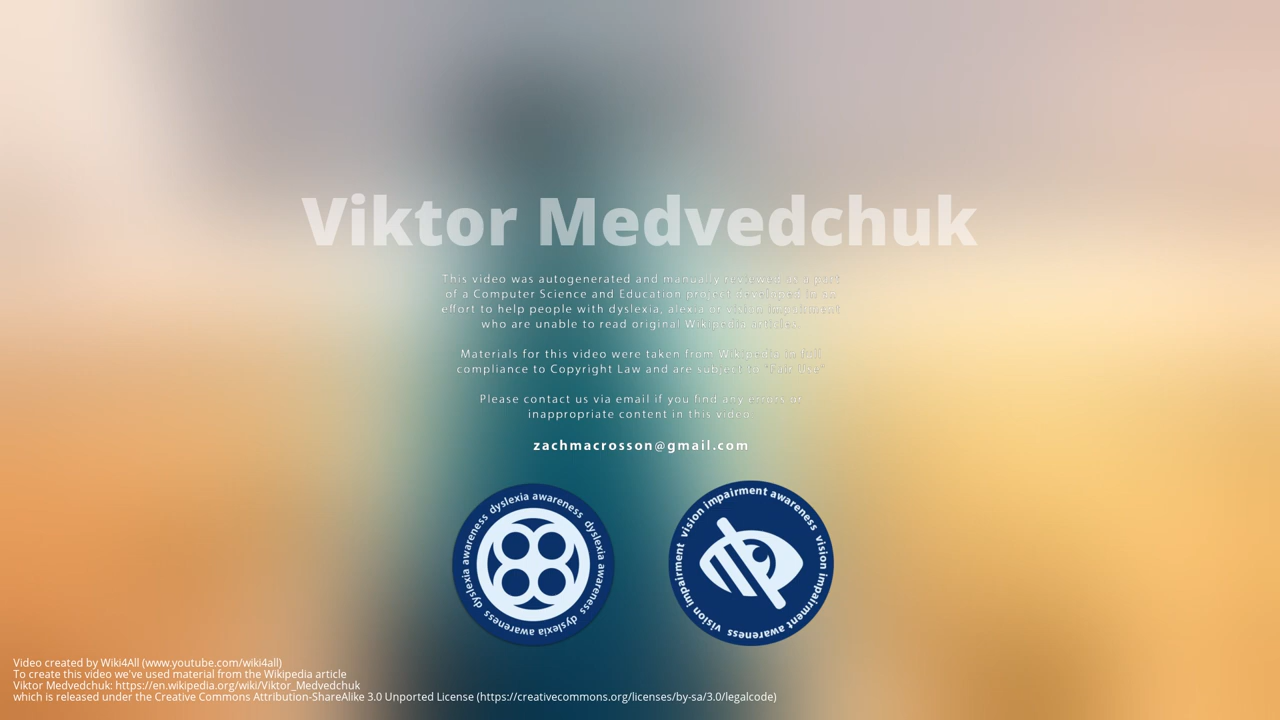 Viktor Medvedchuk
This video was autogenerated and manually reviewed as a part
of a Computer Science and Education project developed in an
effort to help people with dyslexia, alexia or vision impairment
who are unable to read original Wikipedia articles.
Materials for this video were taken from Wikipedia in full
compliance to Copyright Law and are subject to "Fair Use"
Please contact us via email if you find any errors or
inappropriate content in this video
zachmacrosson@gmail.com
dyslexia awareness dyslexia awareness dyslexia awareness dyslexia awareness
vision impairment awareness vision impairment awareness vision impairment
Video created by Wiki4All (www.youtube.com/wiki4all)
To create this video we've used material from the Wikipedia article
Viktor Medvedchuk: https://en.wikipedia.org/wiki/Viktor_Medvedchuk
which is released under the Creative Commons Attribution-ShareAlike 3.0 Unported License (https://creativecommons.org/licenses/by-sa/3.0/legalcode)